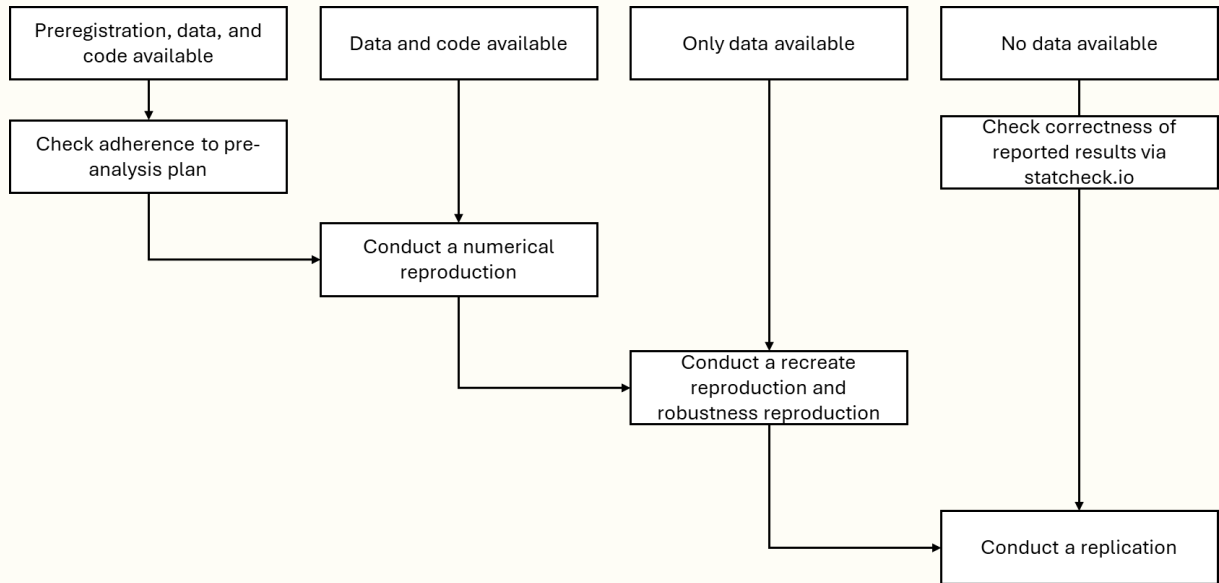 Preregistration, data, and
code available
Data and code available
Only data available
No data available
Check adherence to pre-
analysis plan
Check correctness of
reported results via
statcheck.io
Conduct a numerical
reproduction
Conduct a recreate
reproduction and
robustness reproduction
Conduct a replication